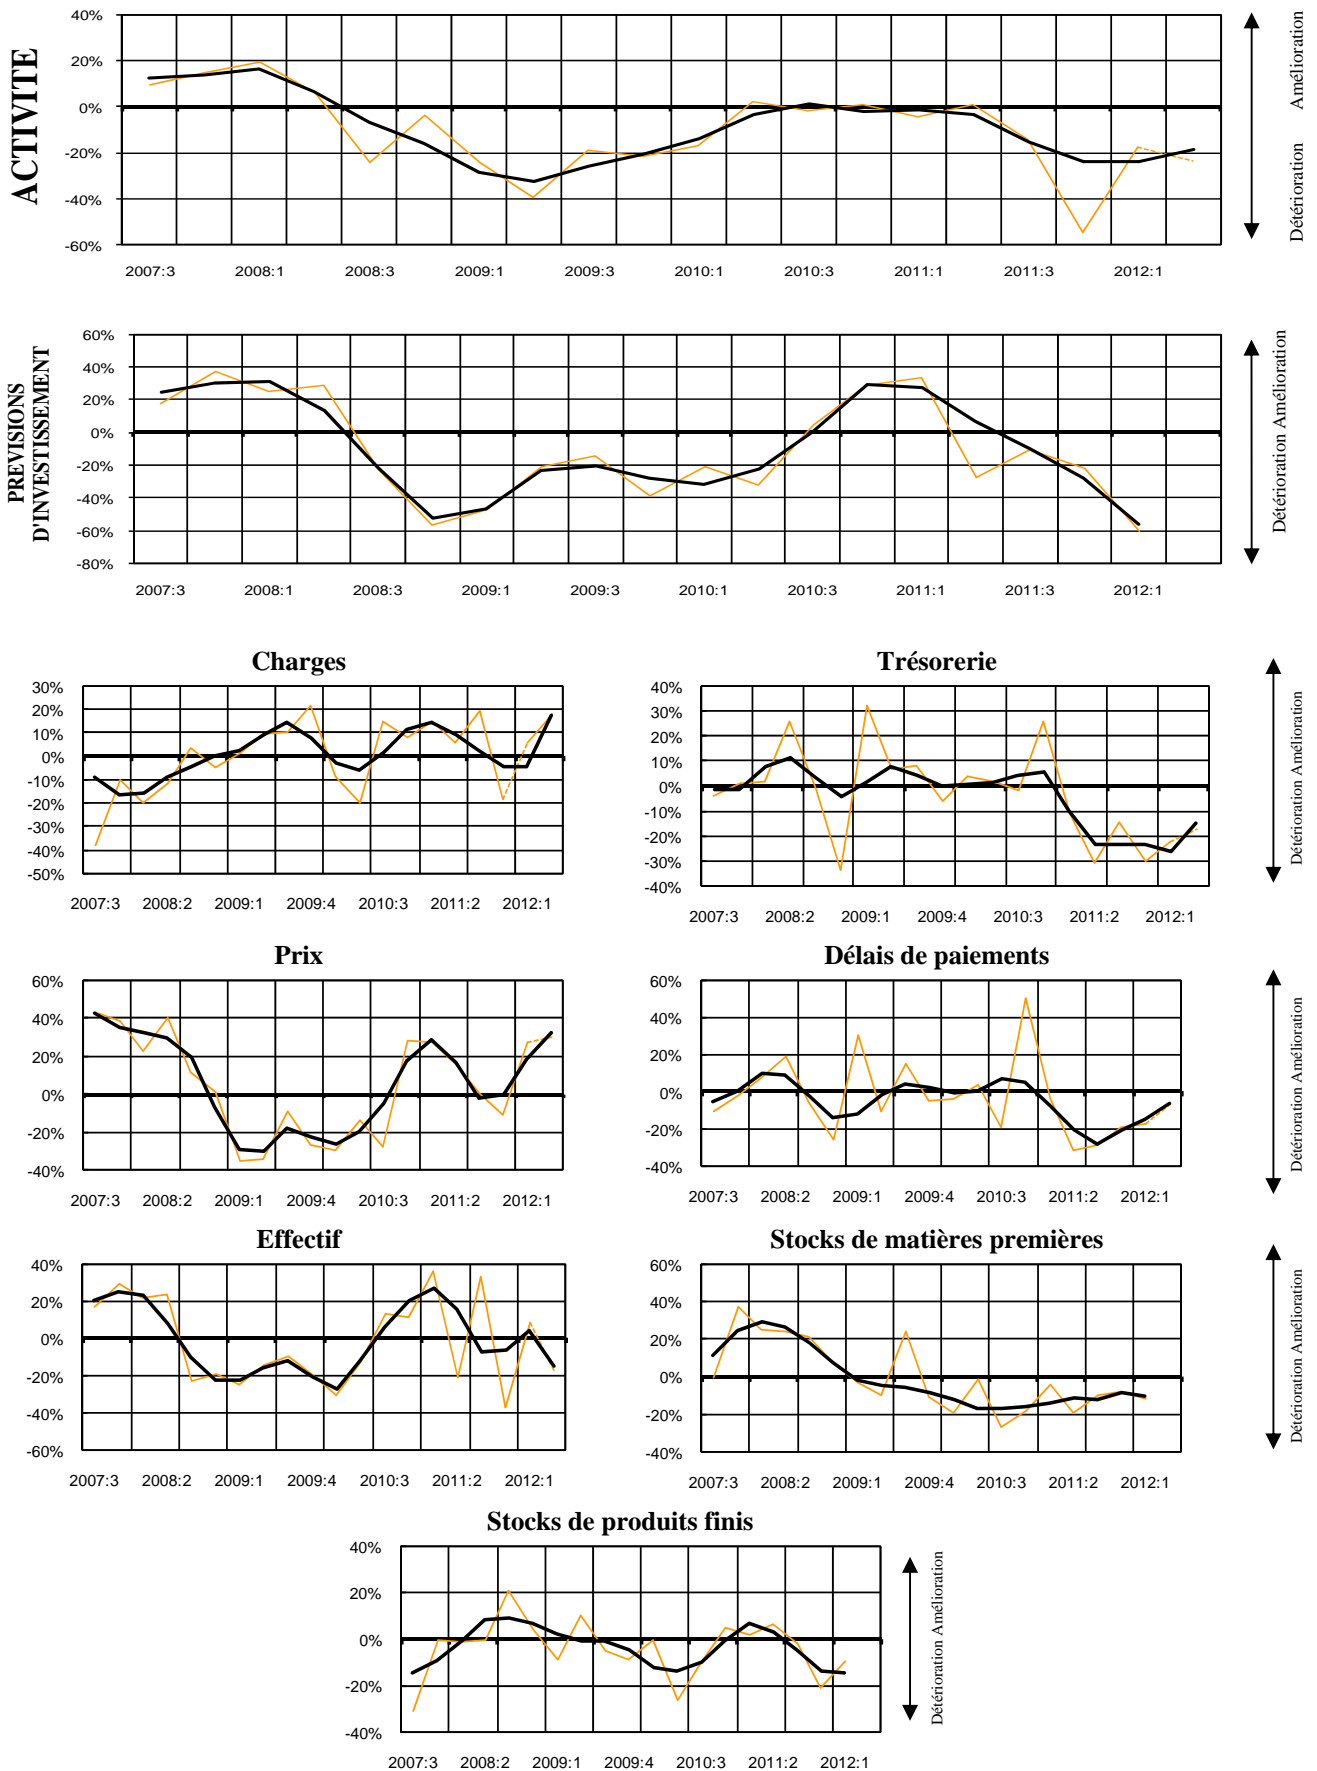 ACTIVITE
40%
20%
0%
-20%
-40%
-60%
2007:3 2008:1 2008:3 2009:1 2009:3 2010:1 2010:3 2011:1 2011:3 2012:1
Détérioration Amélioration
PREVISIONS
D'INVESTISSEMENT
60%
40%
20%
0%
-20%
-40%
-60%
-80%
2007:3 2008:1 2008:3 2009:1 2009:3 2010:1 2010:3 2011:1 2011:3 2012:1
Détérioration Amélioration
Charges
30%
20%
10%
0%
-10%
-20%
-30%
-40%
-50%
2007:3 2008:2 2009:1 2009:4 2010:3 2011:2 2012:1
Trésorerie
40%
30%
20%
10%
0%
-10%
-20%
-30%
-40%
2007:3 2008:2 2009:1 2009:4 2010:3 2011:2 2012:1
Détérioration Amélioration
Prix
60%
40%
20%
0%
-20%
-40%
2007:3 2008:2 2009:1 2009:4 2010:3 2011:2 2012:1
Délais de paiements
60%
40%
20%
0%
-20%
-40%
2007:3 2008:2 2009:1 2009:4 2010:3 2011:2 2012:1
Détérioration Amélioration
Effectif
40%
20%
0%
-20%
-40%
-60%
2007:3 2008:2 2009:1 2009:4 2010:3 2011:2 2012:1
Stocks de matières premières
60%
40%
20%
0%
-20%
-40%
2007:3 2008:2 2009:1 2009:4 2010:3 2011:2 2012:1
Détérioration Amélioration
Stocks de produits finis
40%
20%
0%
-20%
-40%
2007:3 2008:2 2009:1 2009:4 2010:3 2011:2 2012:1
Détérioration Amélioration